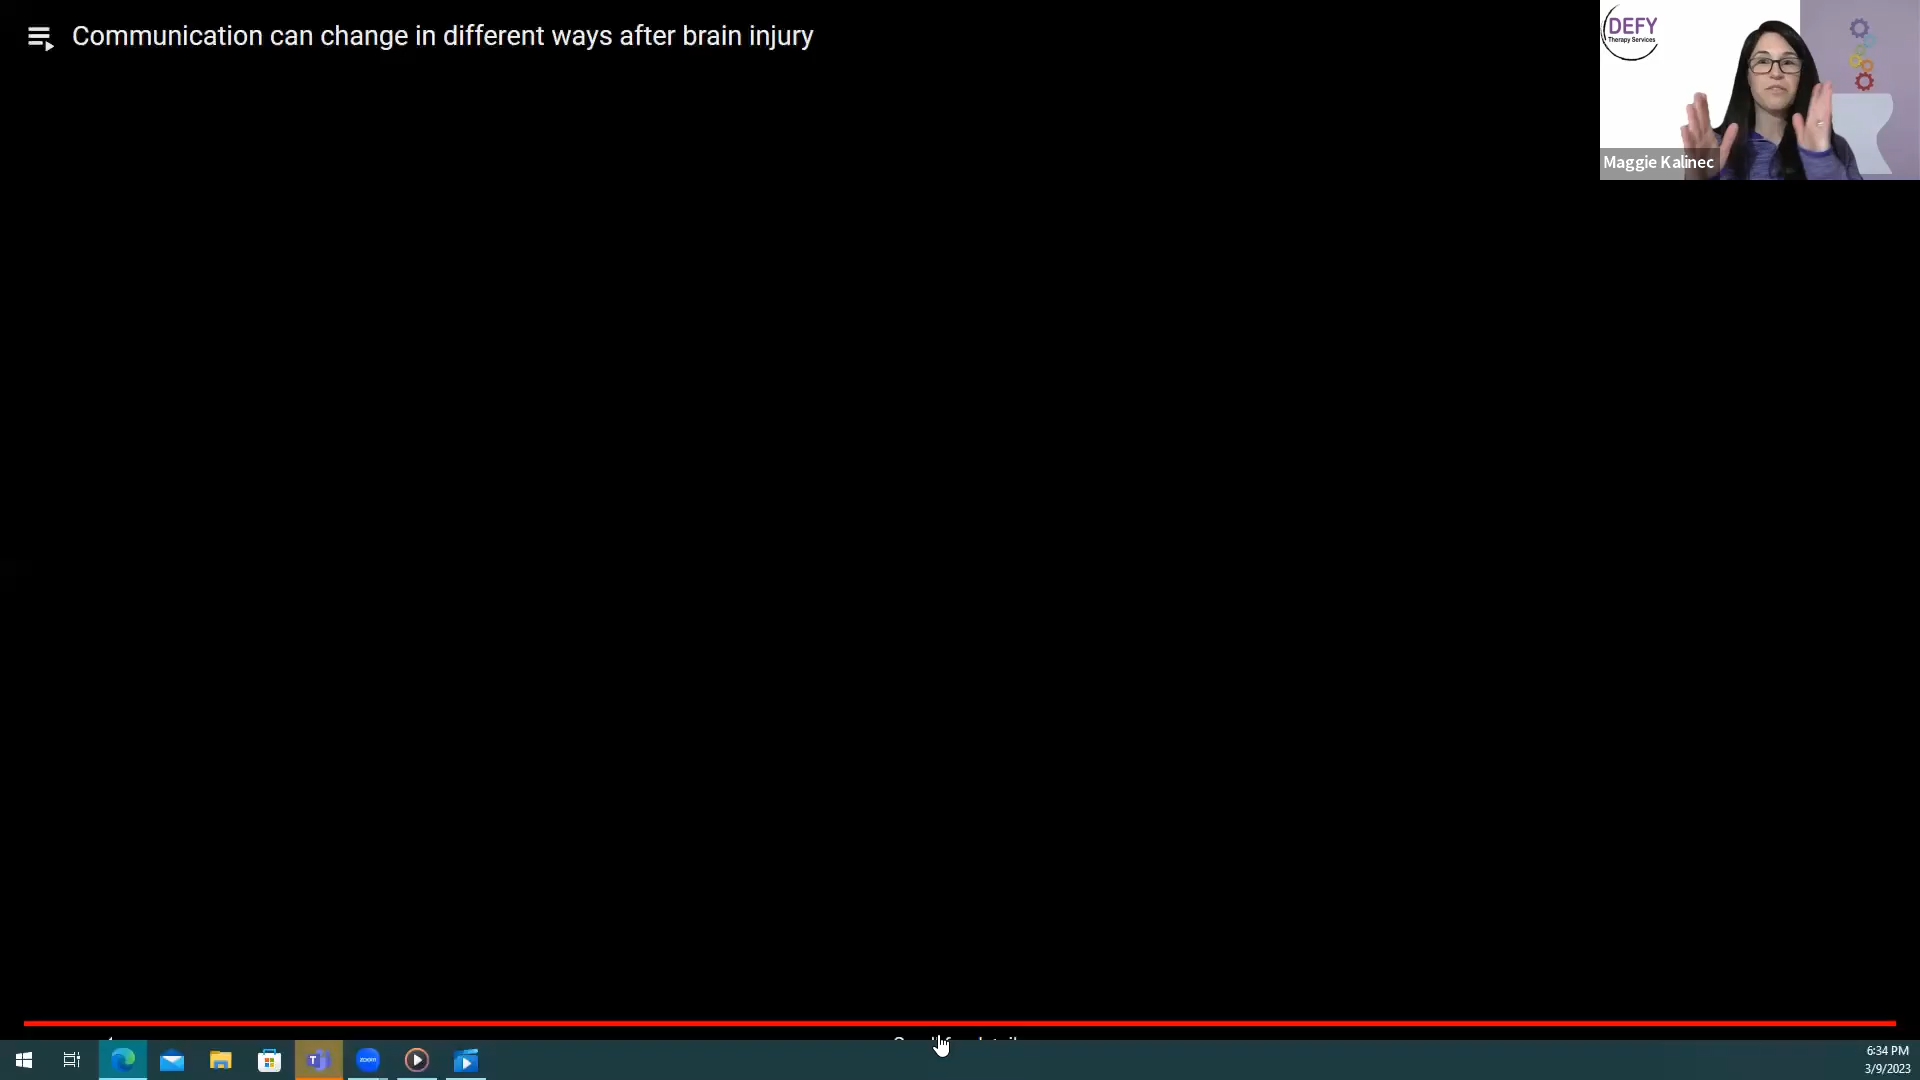 Communication can change in different ways after brain injury
DEFY
Therapy Services
Maggie Kalinec
T
zoom
6:34 PM
3/9/2023